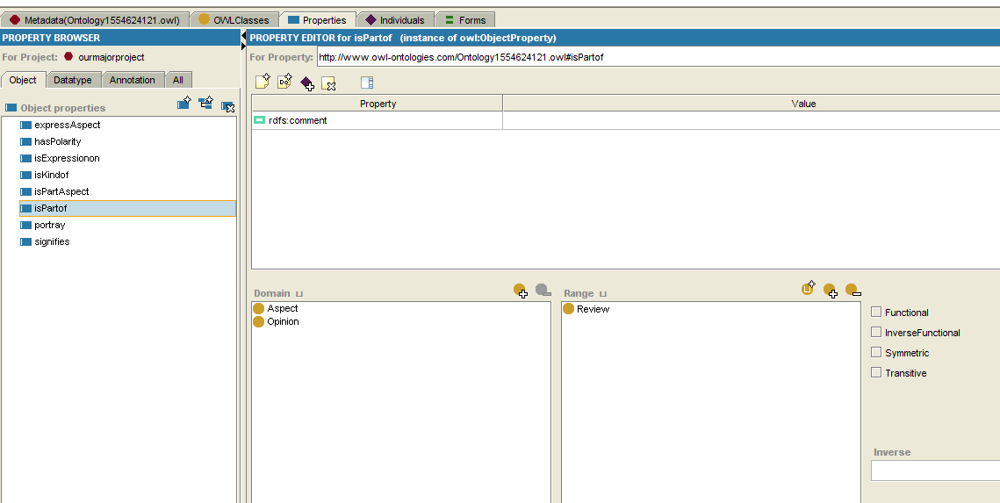 Metadata(Ontology1554624121.owl) OWLClasses Properties Individuals Forms
PROPERTY BROWSER
For Project: ourmajorproject
Object Datatype Annotation All
Object properties
expressAspect
hasPolarity
isExpressionon
isKindof
isPartAspect
isPartof
portray
signifies
PROPERTY EDITOR for isPartof (instance of owl:ObjectProperty)
For Property: http://www.owl-ontologies.com/Ontology1554624121.owl#isPartof
Property Value
rdfs:comment
Domain ⊔
Aspect
Opinion
Range ⊔
Review
Functional
InverseFunctional
Symmetric
Transitive
Inverse